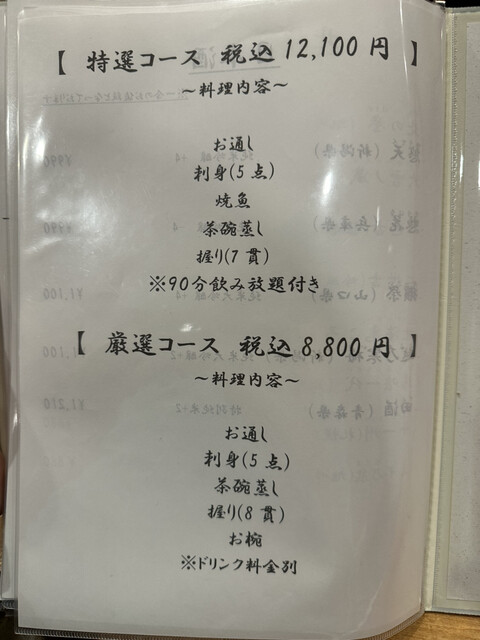 【 特選コース 税込 12,100 円 】
～料理内容～
お通し
刺身(5 点)
焼魚
茶碗蒸し
握り(7 貫)
※90分飲み放題付き
【 厳選コース 税込 8,800 円 】
～料理内容～
お通し
刺身(5 点)
茶碗蒸し
握り(8 貫)
お椀
※ドリンク料金別